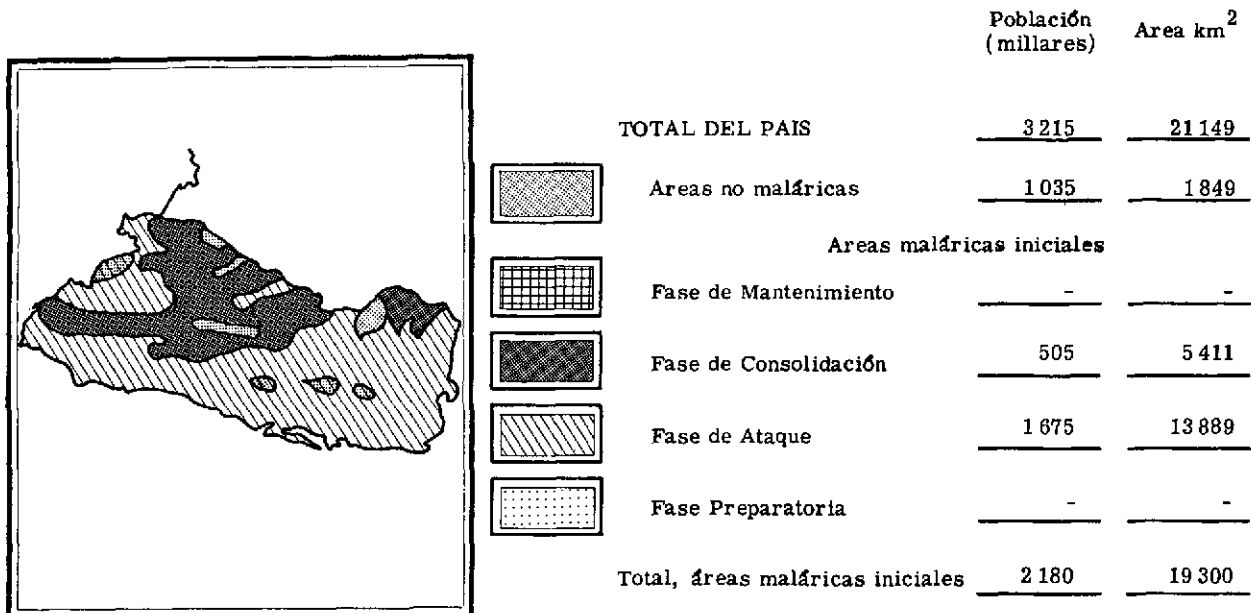 Población
(millares)
Area km²
TOTAL DEL PAIS 3 215 21 149
Areas no maláricas 1 035 1 849
Areas maláricas iniciales
Fase de Mantenimiento - -
Fase de Consolidación 505 5 411
Fase de Ataque 1 675 13 889
Fase Preparatoria - -
Total, áreas maláricas iniciales 2 180 19 300